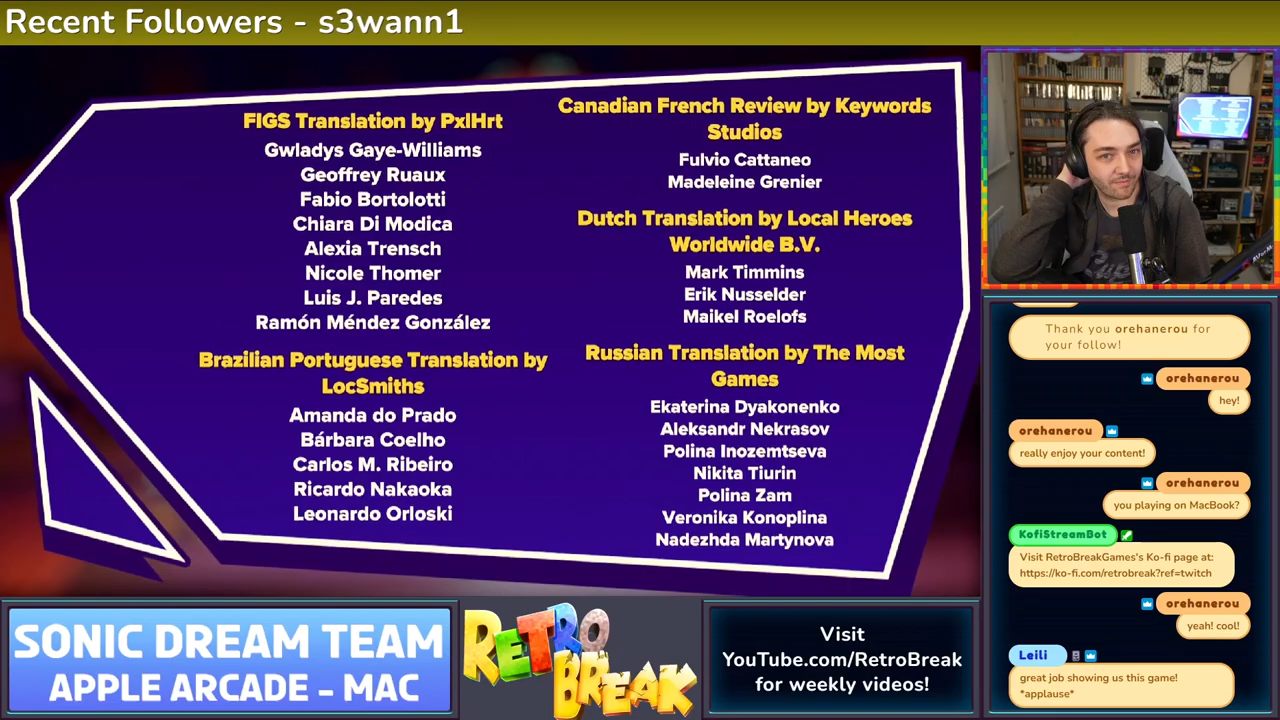 Recent Followers - s3wann1
FIGS Translation by PxlHrt
Gwladys Gaye-Williams
Geoffrey Ruaux
Fabio Bortolotti
Chiara Di Modica
Alexia Trensch
Nicole Thomer
Luis J. Paredes
Ramón Méndez González
Brazilian Portuguese Translation by
LocSmiths
Amanda do Prado
Bárbara Coelho
Carlos M. Ribeiro
Ricardo Nakaoka
Leonardo Orloski
Canadian French Review by Keywords
Studios
Fulvio Cattaneo
Madeleine Grenier
Dutch Translation by Local Heroes
Worldwide B.V.
Mark Timmins
Erik Nusselder
Maikel Roelofs
Russian Translation by The Most
Games
Ekaterina Dyakonenko
Aleksandr Nekrasov
Polina Inozemtseva
Nikita Tiurin
Polina Zam
Veronika Konoplina
Nadezhda Martynova
Thank you orehanerou for
your follow!
orehanerou
hey!
orehanerou
really enjoy your content!
orehanerou
you playing on MacBook?
KofiStreamBot
Visit RetroBreakGames's Ko-fi page at:
https://ko-fi.com/retrobreak?ref=twitch
orehanerou
yeah! cool!
Leili
great job showing us this game!
*applause*
SONIC DREAM TEAM
APPLE ARCADE - MAC
RETRO
BREAK
Visit
YouTube.com/RetroBreak
for weekly videos!